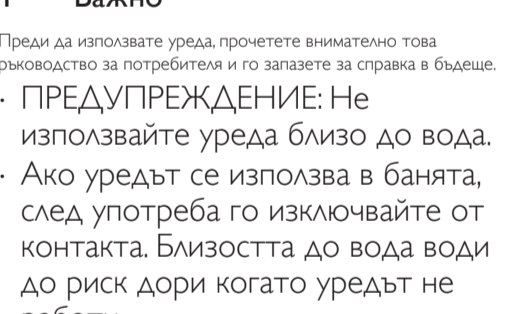 1 Важно
Преди да използвате уреда, прочетете внимателно това
ръководство за потребителя и го запазете за справка в бъдеще.
· ПРЕДУПРЕЖДЕНИЕ: Не
използвайте уреда близо до вода.
· Ако уредът се използва в банята,
след употреба го изключвайте от
контакта. Близостта до вода води
до риск дори когато уредът не